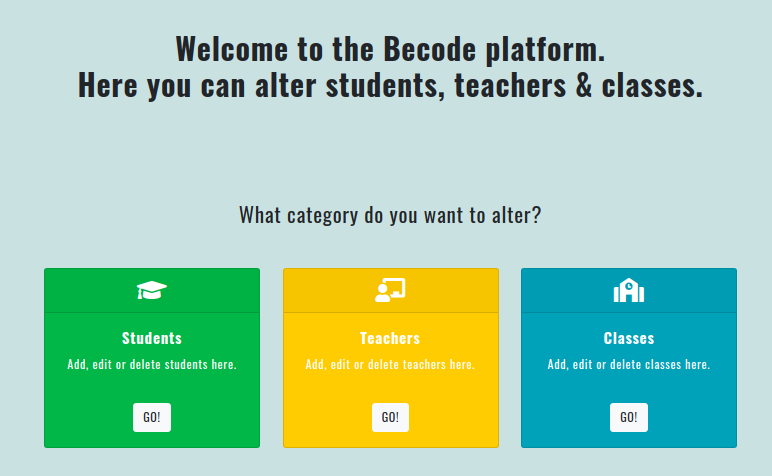 Welcome to the Becode platform.
Here you can alter students, teachers & classes.
What category do you want to alter?
Students
Add, edit or delete students here.
GO!
Teachers
Add, edit or delete teachers here.
GO!
Classes
Add, edit or delete classes here.
GO!